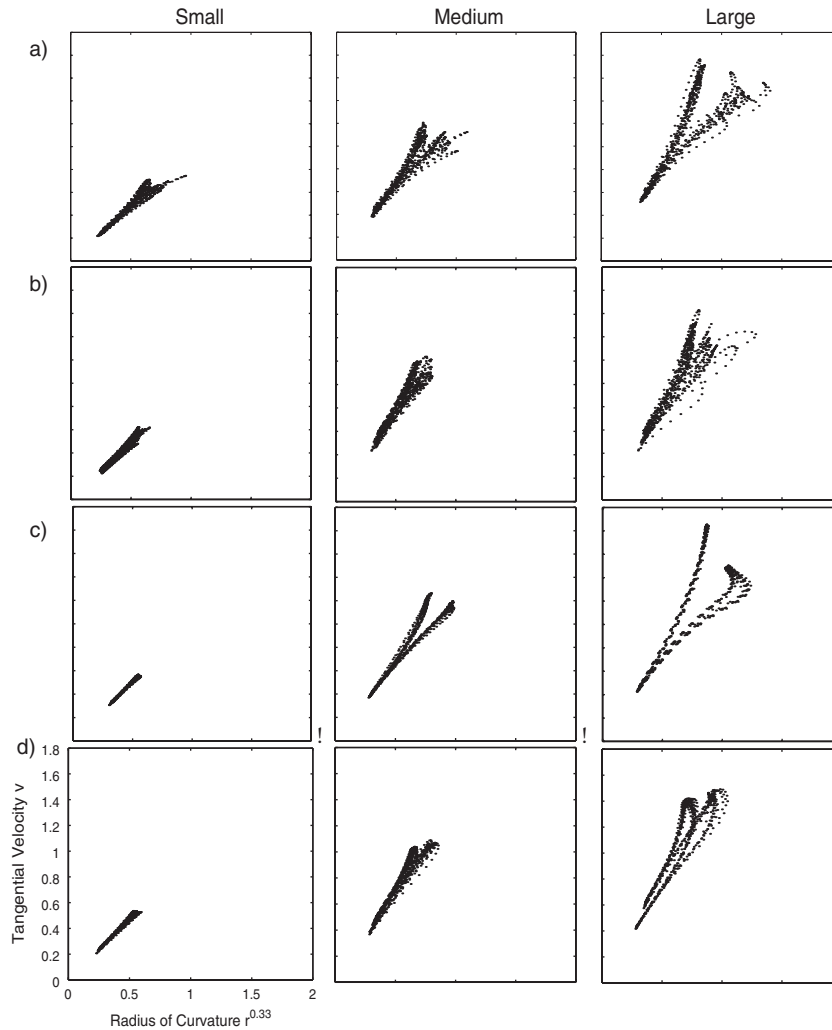 Small Medium Large
a)
b)
c)
! !
d)
1.8
1.6
1.4
1.2
1
0.8
0.6
0.4
0.2
0
Tangential Velocity v
0 0.5 1 1.5 2
Radius of Curvature r^0.33